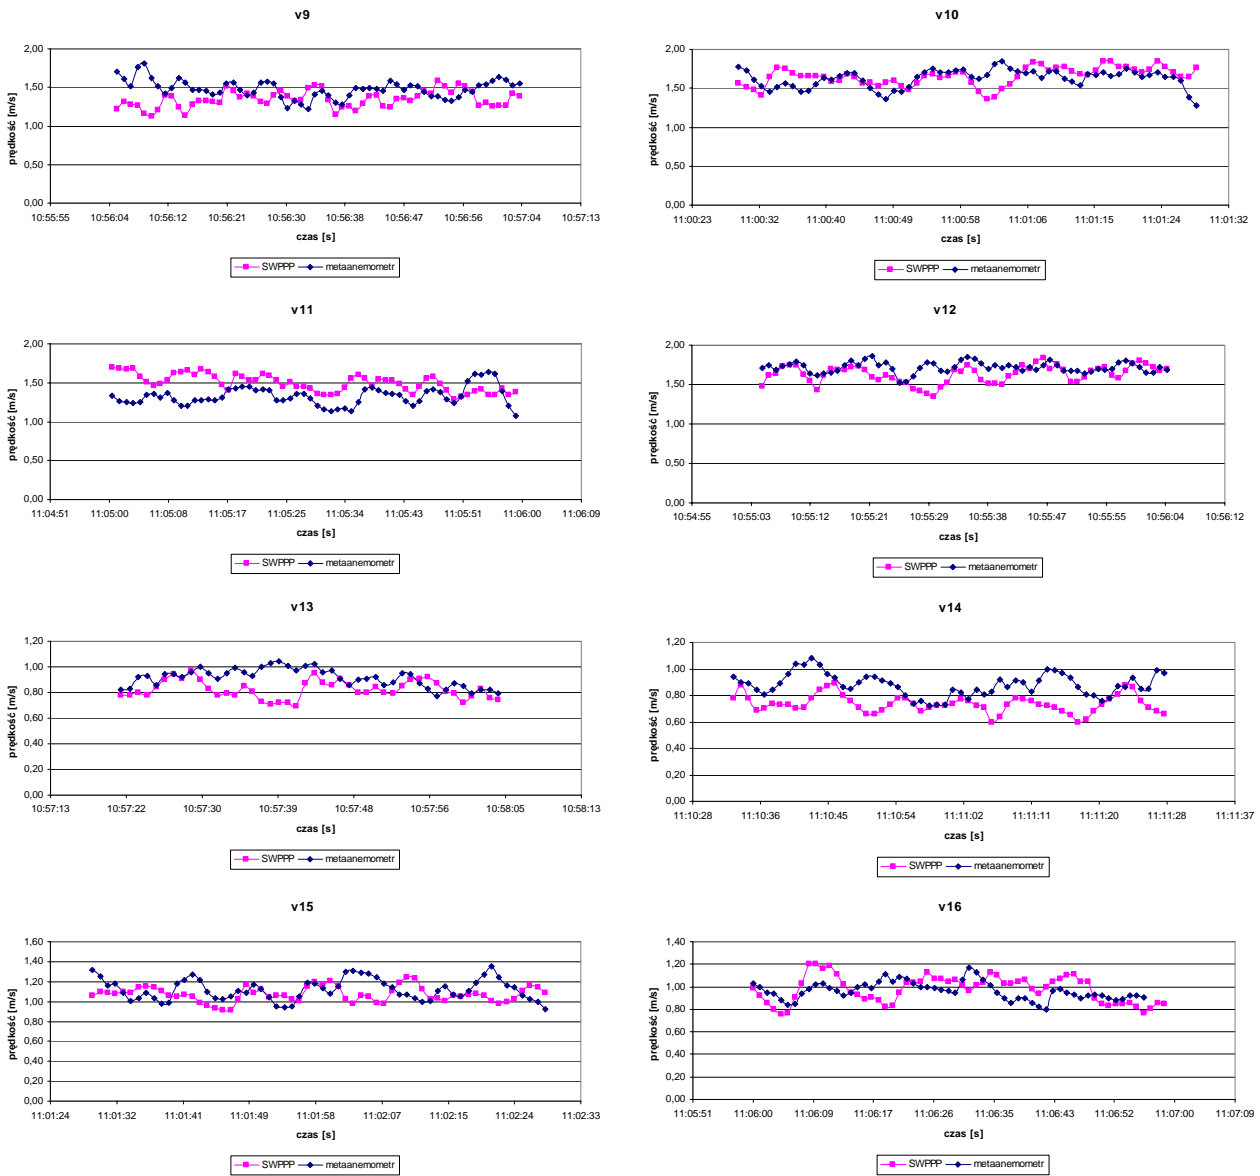 v9
prędkość [m/s]
2,00
1,50
1,00
0,50
0,00
10:55:55 10:56:04 10:56:12 10:56:21 10:56:30 10:56:38 10:56:47 10:56:56 10:57:04 10:57:13
czas [s]
SWPPP metaanemometr
v10
prędkość [m/s]
2,00
1,50
1,00
0,50
0,00
11:00:23 11:00:32 11:00:40 11:00:49 11:00:58 11:01:06 11:01:15 11:01:24 11:01:32
czas [s]
SWPPP metaanemometr
v11
prędkość [m/s]
2,00
1,50
1,00
0,50
0,00
11:04:51 11:05:00 11:05:08 11:05:17 11:05:25 11:05:34 11:05:43 11:05:51 11:06:00 11:06:09
czas [s]
SWPPP metaanemometr
v12
prędkość [m/s]
2,00
1,50
1,00
0,50
0,00
10:54:55 10:55:03 10:55:12 10:55:21 10:55:29 10:55:38 10:55:47 10:55:55 10:56:04 10:56:12
czas [s]
SWPPP metaanemometr
v13
prędkość [m/s]
1,20
1,00
0,80
0,60
0,40
0,20
0,00
10:57:13 10:57:22 10:57:30 10:57:39 10:57:48 10:57:56 10:58:05 10:58:13
czas [s]
SWPPP metaanemometr
v14
prędkość [m/s]
1,20
1,00
0,80
0,60
0,40
0,20
0,00
11:10:28 11:10:36 11:10:45 11:10:54 11:11:02 11:11:11 11:11:20 11:11:28 11:11:37
czas [s]
SWPPP metaanemometr
v15
prędkość [m/s]
1,60
1,40
1,20
1,00
0,80
0,60
0,40
0,20
0,00
11:01:24 11:01:32 11:01:41 11:01:49 11:01:58 11:02:07 11:02:15 11:02:24 11:02:33
czas [s]
SWPPP metaanemometr
v16
prędkość [m/s]
1,40
1,20
1,00
0,80
0,60
0,40
0,20
0,00
11:05:51 11:06:00 11:06:09 11:06:17 11:06:26 11:06:35 11:06:43 11:06:52 11:07:00 11:07:09
czas [s]
SWPPP metaanemometr